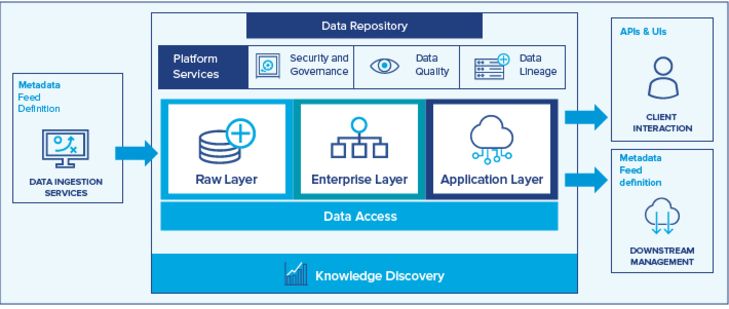 Metadata
Feed
Definition
DATA INGESTION
SERVICES
Data Repository
Platform
Services
Security and
Governance
Data
Quality
Data
Lineage
Raw Layer
Enterprise Layer
Application Layer
Data Access
Knowledge Discovery
APIs & UIs
CLIENT
INTERACTION
Metadata
Feed
definition
DOWNSTREAM
MANAGEMENT